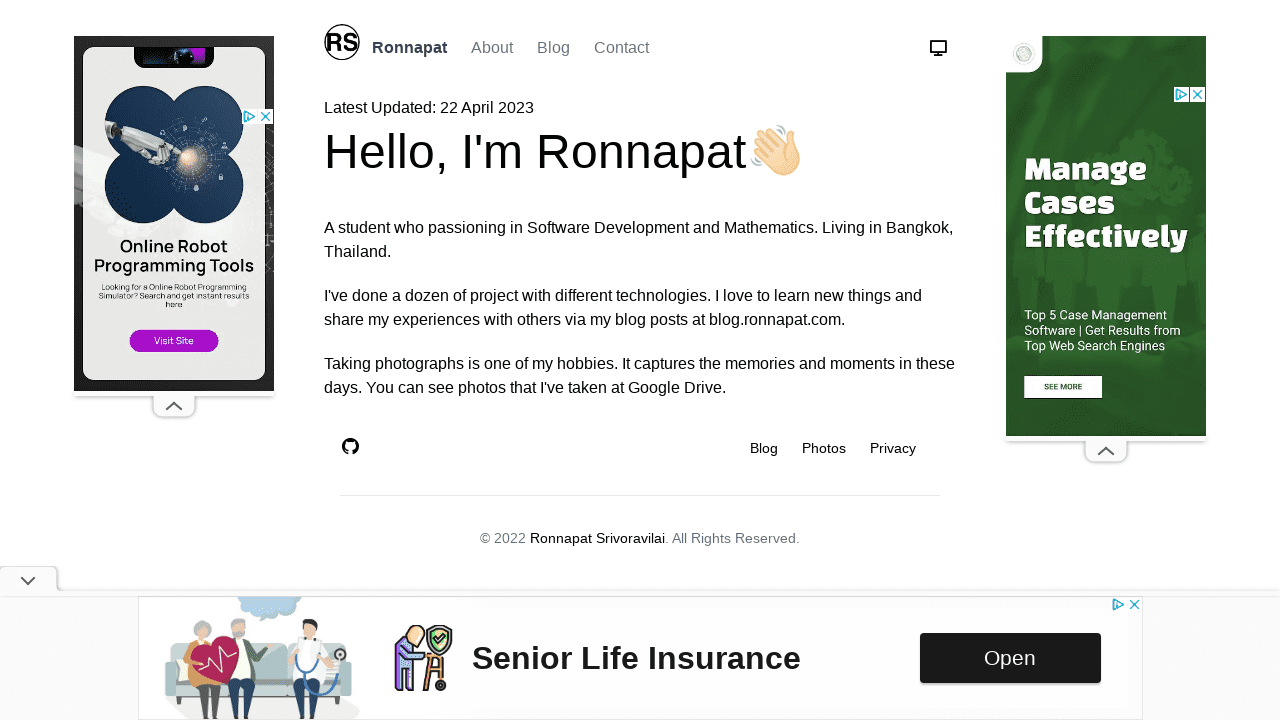 RS Ronnapat About Blog Contact
Latest Updated: 22 April 2023
Hello, I'm Ronnapat👋🏻
A student who passioning in Software Development and Mathematics. Living in Bangkok,
Thailand.
I've done a dozen of project with different technologies. I love to learn new things and
share my experiences with others via my blog posts at blog.ronnapat.com.
Taking photographs is one of my hobbies. It captures the memories and moments in these
days. You can see photos that I've taken at Google Drive.
Blog Photos Privacy
© 2022 Ronnapat Srivoravilai. All Rights Reserved.
Online Robot
Programming Tools
Looking for a Online Robot Programming
Simulator? Search and get instant results
here
Visit Site
Manage
Cases
Effectively
Top 5 Case Management
Software | Get Results from
Top Web Search Engines
SEE MORE
Senior Life Insurance
Open